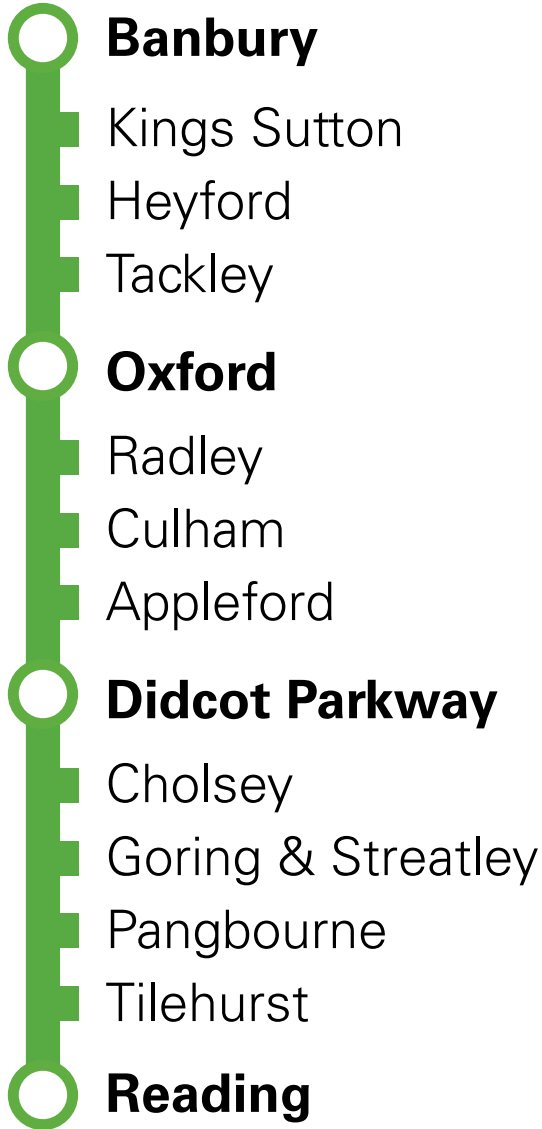 Banbury
Kings Sutton
Heyford
Tackley
Oxford
Radley
Culham
Appleford
Didcot Parkway
Cholsey
Goring & Streatley
Pangbourne
Tilehurst
Reading